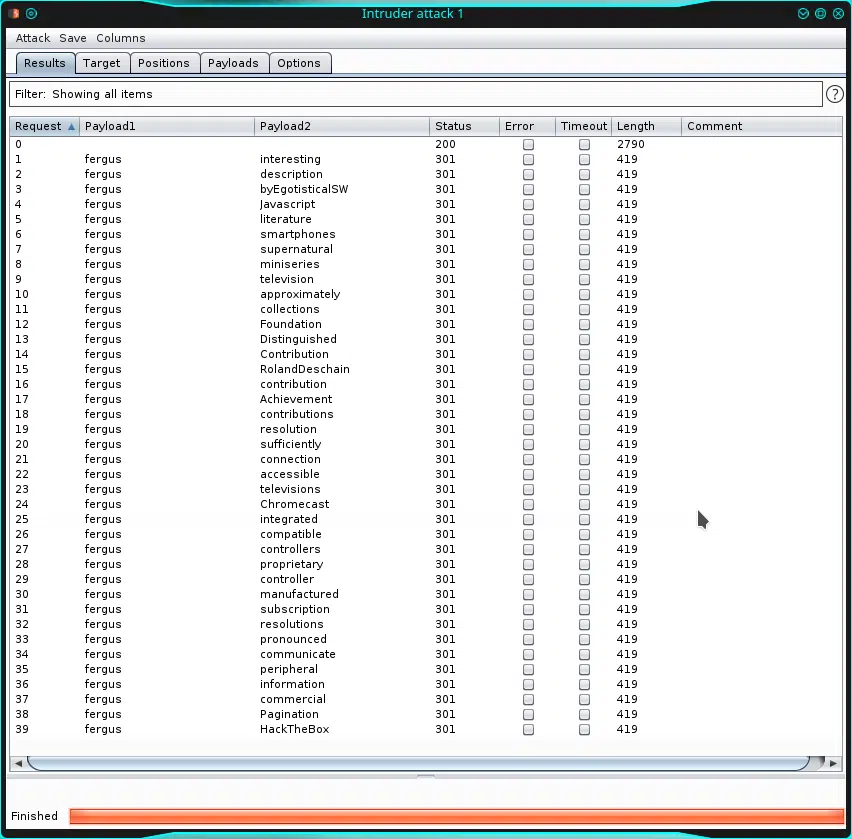 Intruder attack 1
Attack Save Columns
Results Target Positions Payloads Options
Filter: Showing all items ?
Request Payload1 Payload2 Status Error Timeout Length Comment
0 200 2790
1 fergus interesting 301 419
2 fergus description 301 419
3 fergus byEgotisticalSW 301 419
4 fergus Javascript 301 419
5 fergus literature 301 419
6 fergus smartphones 301 419
7 fergus supernatural 301 419
8 fergus miniseries 301 419
9 fergus television 301 419
10 fergus approximately 301 419
11 fergus collections 301 419
12 fergus Foundation 301 419
13 fergus Distinguished 301 419
14 fergus Contribution 301 419
15 fergus RolandDeschain 301 419
16 fergus contribution 301 419
17 fergus Achievement 301 419
18 fergus contributions 301 419
19 fergus resolution 301 419
20 fergus sufficiently 301 419
21 fergus connection 301 419
22 fergus accessible 301 419
23 fergus televisions 301 419
24 fergus Chromecast 301 419
25 fergus integrated 301 419
26 fergus compatible 301 419
27 fergus controllers 301 419
28 fergus proprietary 301 419
29 fergus controller 301 419
30 fergus manufactured 301 419
31 fergus subscription 301 419
32 fergus resolutions 301 419
33 fergus pronounced 301 419
34 fergus communicate 301 419
35 fergus peripheral 301 419
36 fergus information 301 419
37 fergus commercial 301 419
38 fergus Pagination 301 419
39 fergus HackTheBox 301 419
Finished